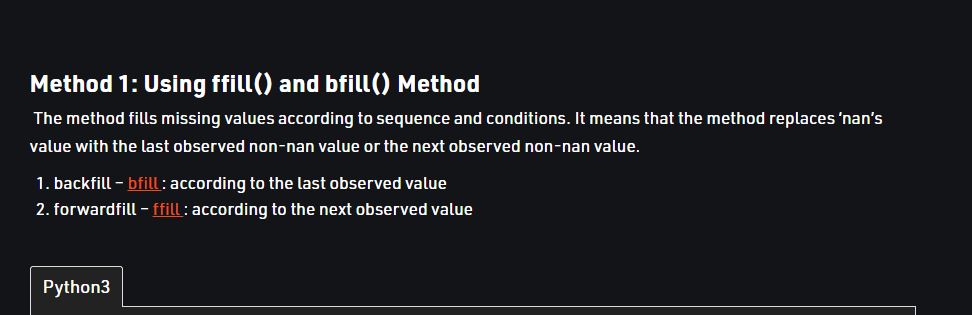 Method 1: Using ffill() and bfill() Method
The method fills missing values according to sequence and conditions. It means that the method replaces ‘nan’s
value with the last observed non-nan value or the next observed non-nan value.
1. backfill – bfill : according to the last observed value
2. forwardfill – ffill : according to the next observed value
Python3